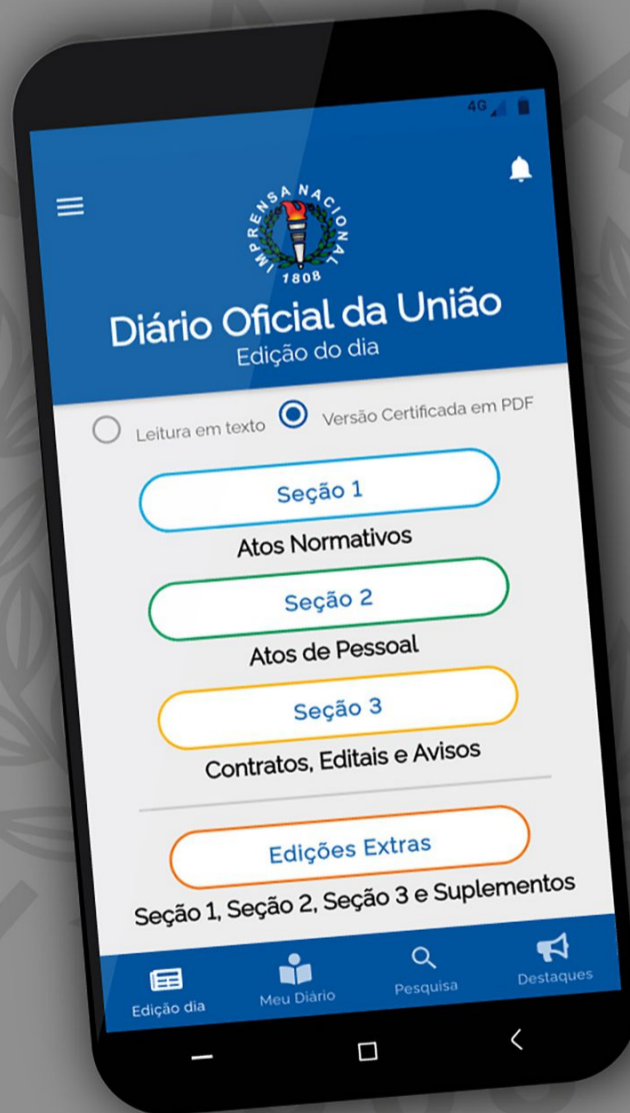 4G
IMPRENSA NACIONAL
1808
Diário Oficial da União
Edição do dia
Leitura em texto Versão Certificada em PDF
Seção 1
Atos Normativos
Seção 2
Atos de Pessoal
Seção 3
Contratos, Editais e Avisos
Edições Extras
Seção 1, Seção 2, Seção 3 e Suplementos
Edição dia Meu Diário Pesquisa Destaques